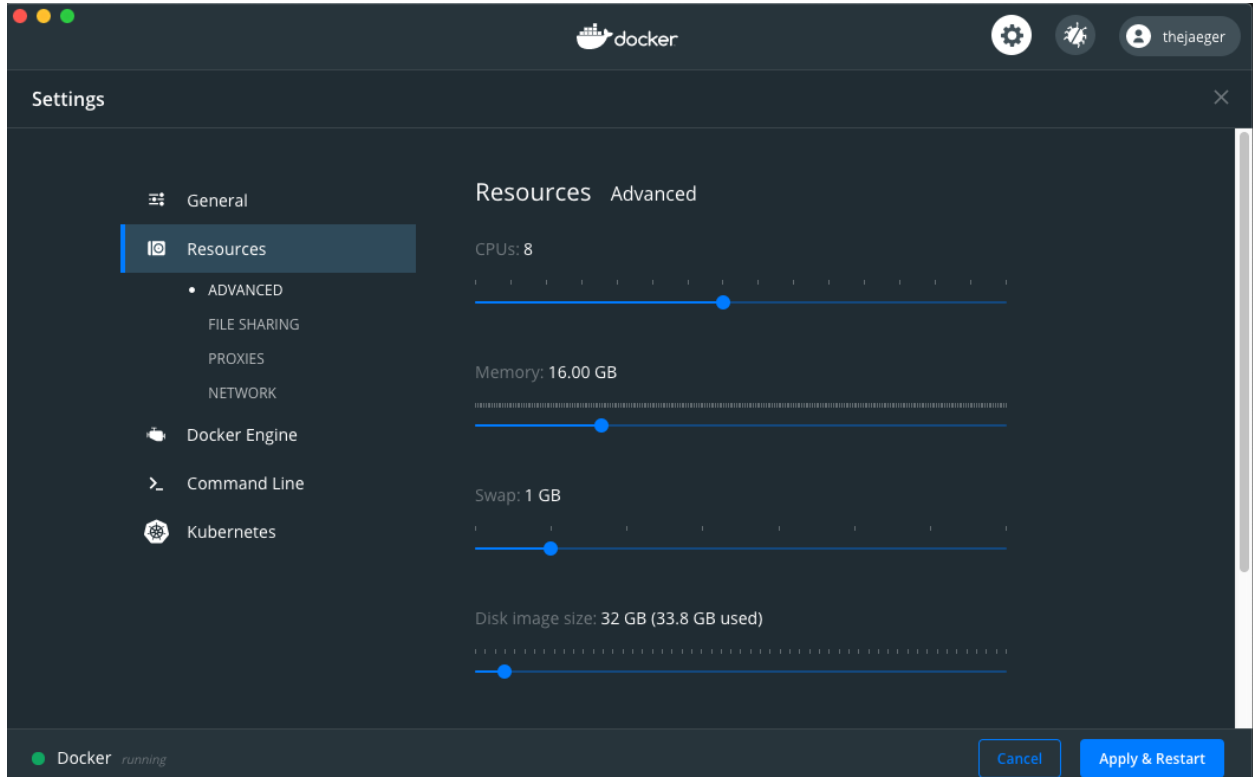 docker
thejaeger
Settings
General
Resources
ADVANCED
FILE SHARING
PROXIES
NETWORK
Docker Engine
Command Line
Kubernetes
Resources Advanced
CPUs: 8
Memory: 16.00 GB
Swap: 1 GB
Disk image size: 32 GB (33.8 GB used)
Docker running
Cancel
Apply & Restart